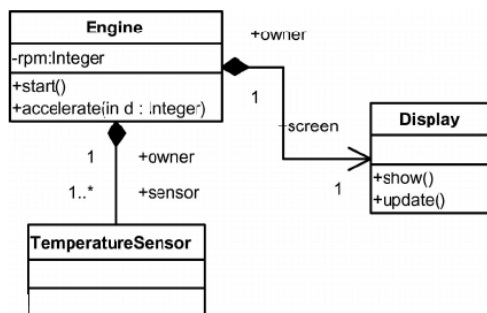 Engine
-rpm:Integer
+start()
+accelerate(in d : Integer)
+owner
1
+screen
1
Display
+show()
+update()
1
+owner
1..*
+sensor
TemperatureSensor